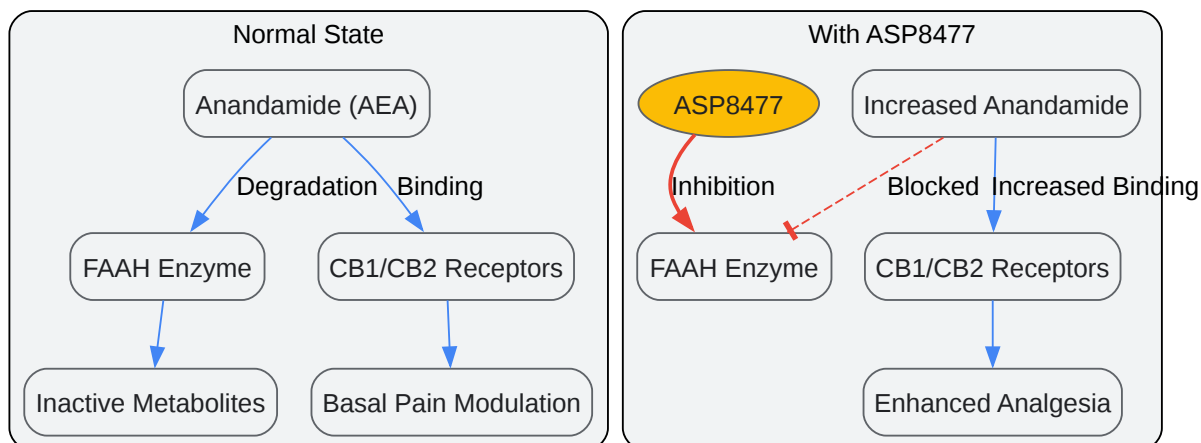 Normal State
Anandamide (AEA)
Degradation
Binding
FAAH Enzyme
CB1/CB2 Receptors
Inactive Metabolites
Basal Pain Modulation
With ASP8477
ASP8477
Increased Anandamide
Inhibition
Blocked
Increased Binding
FAAH Enzyme
CB1/CB2 Receptors
Enhanced Analgesia